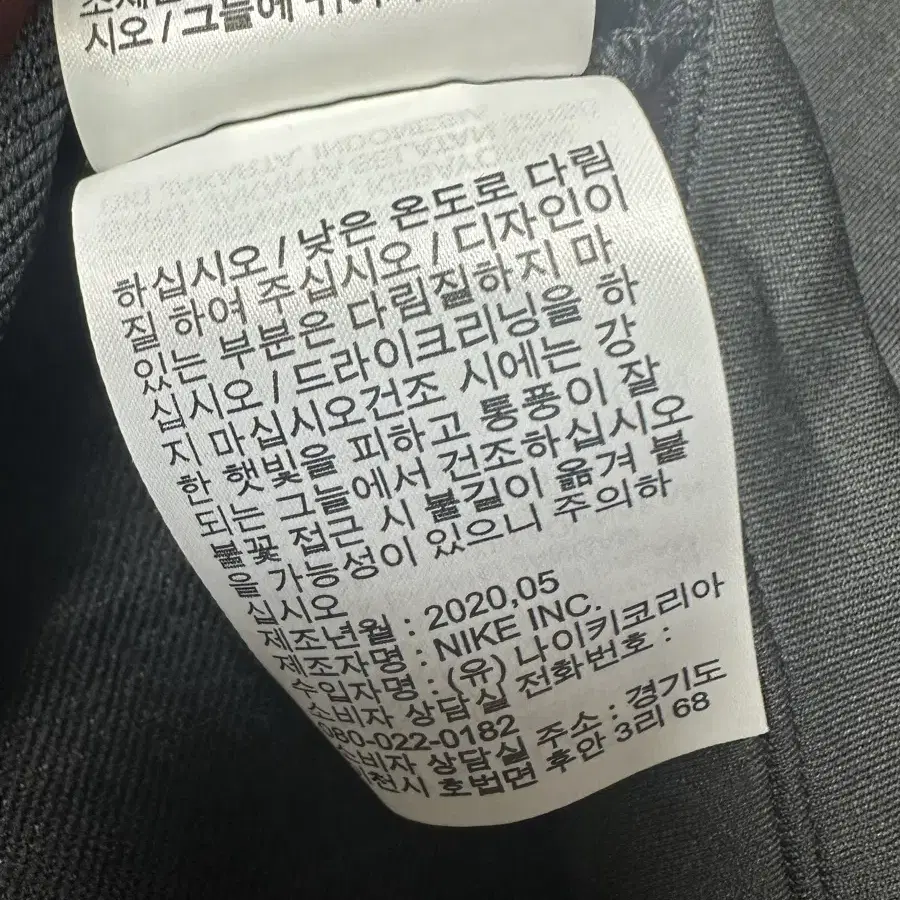 시오 / 그늘에
하십시오 / 낮은 온도로 다림
질 하여 주십시오 / 디자인이
있는 부분은 다림질하지 마
십시오 / 드라이크리닝을 하
지 마십시오건조 시에는 강
한 햇빛을 피하고 통풍이 잘
되는 그늘에서 건조하십시오
불꽃 접근 시 불길이 옮겨 붙
을 가능성이 있으니 주의하
십시오
제조년월 : 2020,05
제조자명 : NIKE INC.
수입자명 : (유) 나이키코리아
소비자 상담실 전화번호 :
080-022-0182
소비자 상담실 주소 : 경기도
이천시 호법면 후안 3리 68